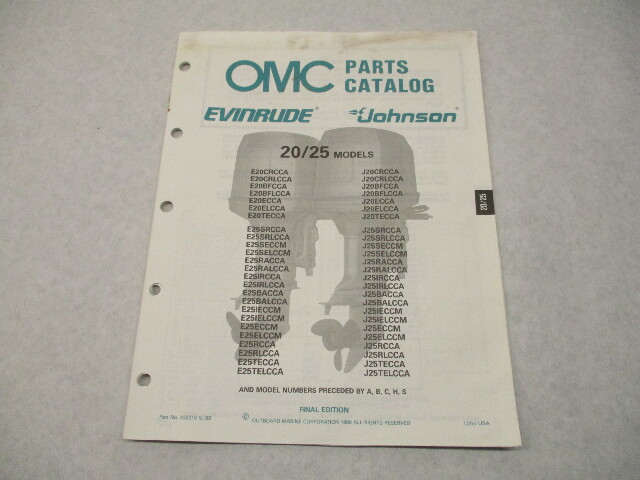 OMC PARTS CATALOG
EVINRUDE Johnson
20/25 MODELS
20/25
E20CRCCA J20CRCCA
E20CRLCCA J20CRLCCA
E20BFCCA J20BFCCA
E20BFLCCA J20BFLCCA
E20ECCA J20ECCA
E20ELCCA J20ELCCA
E20TECCA J20TECCA
E25SRCCA J25SRCCA
E25SRLCCA J25SRLCCA
E25SECCM J25SECCM
E25SELCCM J25SELCCM
E25RACCA J25RACCA
E25RALCCA J25RALCCA
E25IRCCA J25IRCCA
E25IRLCCA J25IRLCCA
E25BACCA J25BACCA
E25BALCCA J25BALCCA
E25IECCM J25IECCM
E25IELCCM J25IELCCM
E25ECCM J25ECCM
E25ELCCM J25ELCCM
E25RCCA J25RCCA
E25RLCCA J25RLCCA
E25TECCA J25TECCA
E25TELCCA J25TELCCA
AND MODEL NUMBERS PRECEDED BY A, B, C, H, S
FINAL EDITION
Part No.
© OUTBOARD MARINE CORPORATION 1988 ALL RIGHTS RESERVED
USA